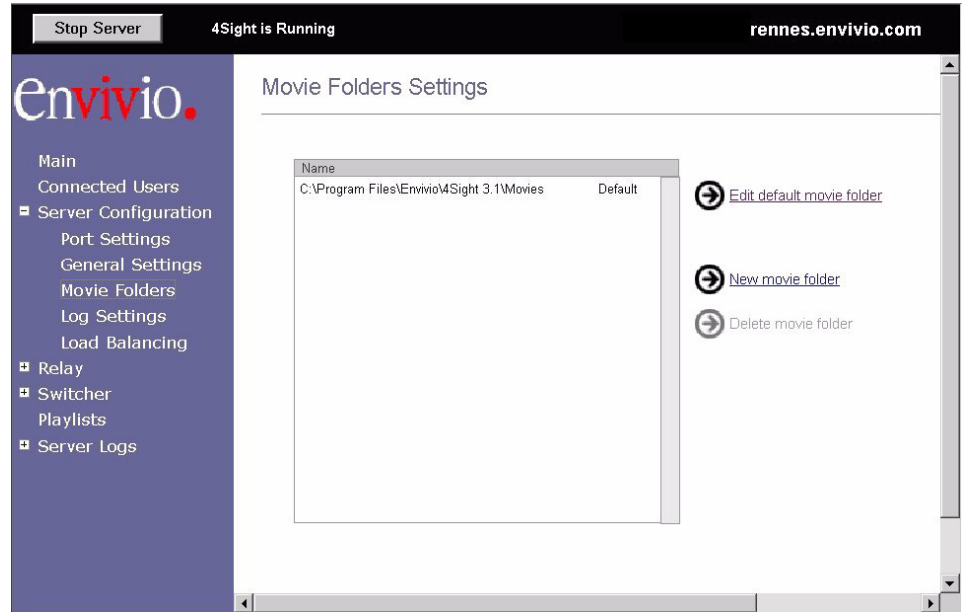 Stop Server 4Sight is Running rennes.envivio.com
envivio.
Main
Connected Users
Server Configuration
Port Settings
General Settings
Movie Folders
Log Settings
Load Balancing
Relay
Switcher
Playlists
Server Logs
Movie Folders Settings
Name
C:\Program Files\Envivio\4Sight 3.1\Movies Default
Edit default movie folder
New movie folder
Delete movie folder